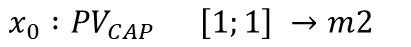 x₀ : PV_CAP [1; 1] → m2